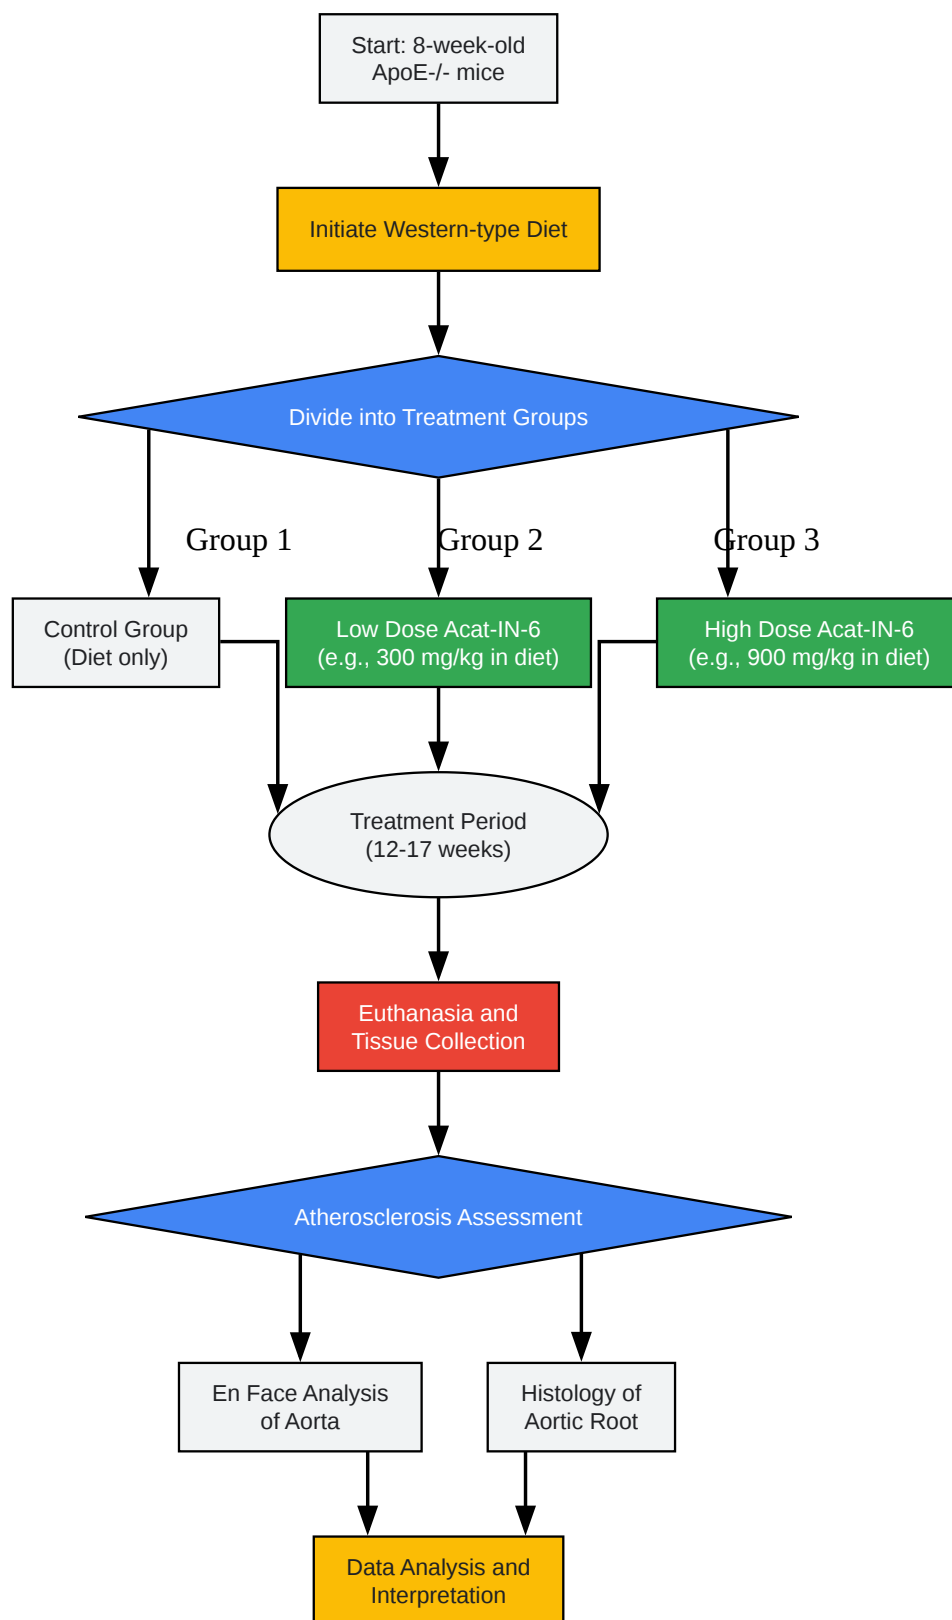 Start: 8-week-old
ApoE-/- mice
Initiate Western-type Diet
Divide into Treatment Groups
Group 1
Group 2
Group 3
Control Group
(Diet only)
Low Dose Acat-IN-6
(e.g., 300 mg/kg in diet)
High Dose Acat-IN-6
(e.g., 900 mg/kg in diet)
Treatment Period
(12-17 weeks)
Euthanasia and
Tissue Collection
Atherosclerosis Assessment
En Face Analysis
of Aorta
Histology of
Aortic Root
Data Analysis and
Interpretation